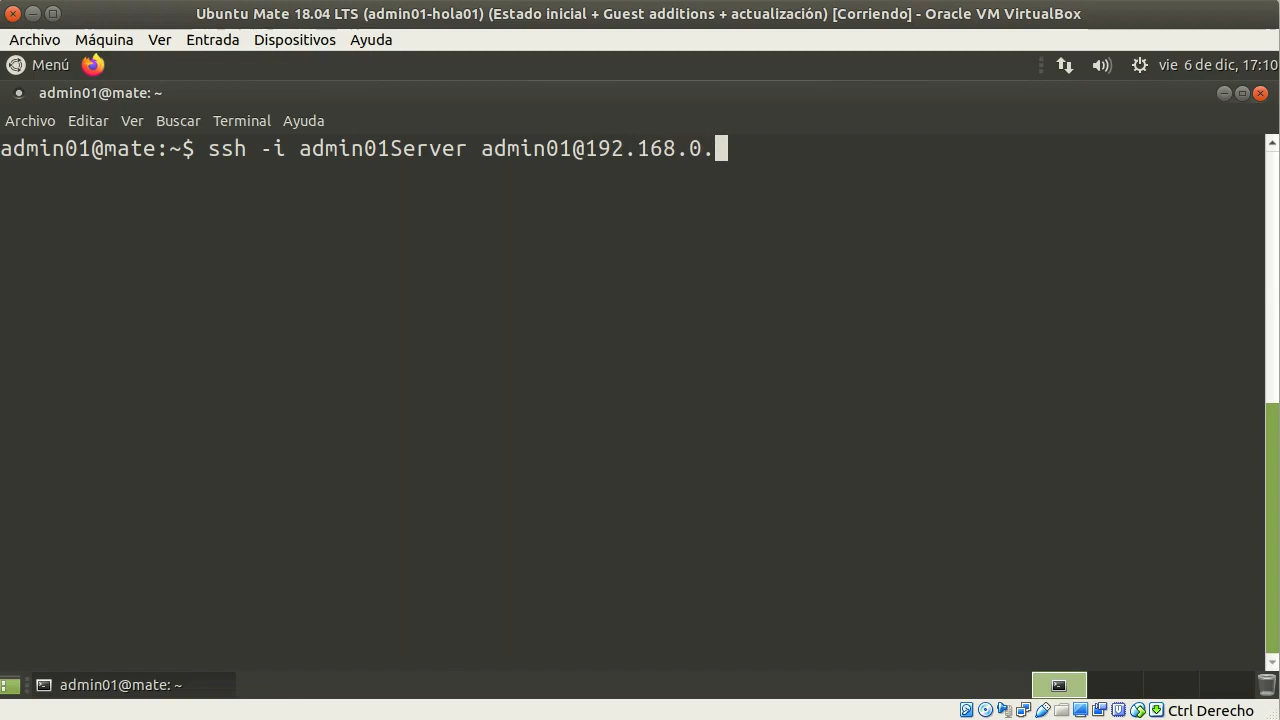 Ubuntu Mate 18.04 LTS (admin01-hola01) (Estado inicial + Guest additions + actualización) [Corriendo] - Oracle VM VirtualBox
Archivo Máquina Ver Entrada Dispositivos Ayuda
Menú vie 6 de dic, 17:10
admin01@mate: ~
Archivo Editar Ver Buscar Terminal Ayuda
admin01@mate:~$ ssh -i admin01Server admin01@192.168.0.
admin01@mate: ~
Ctrl Derecho